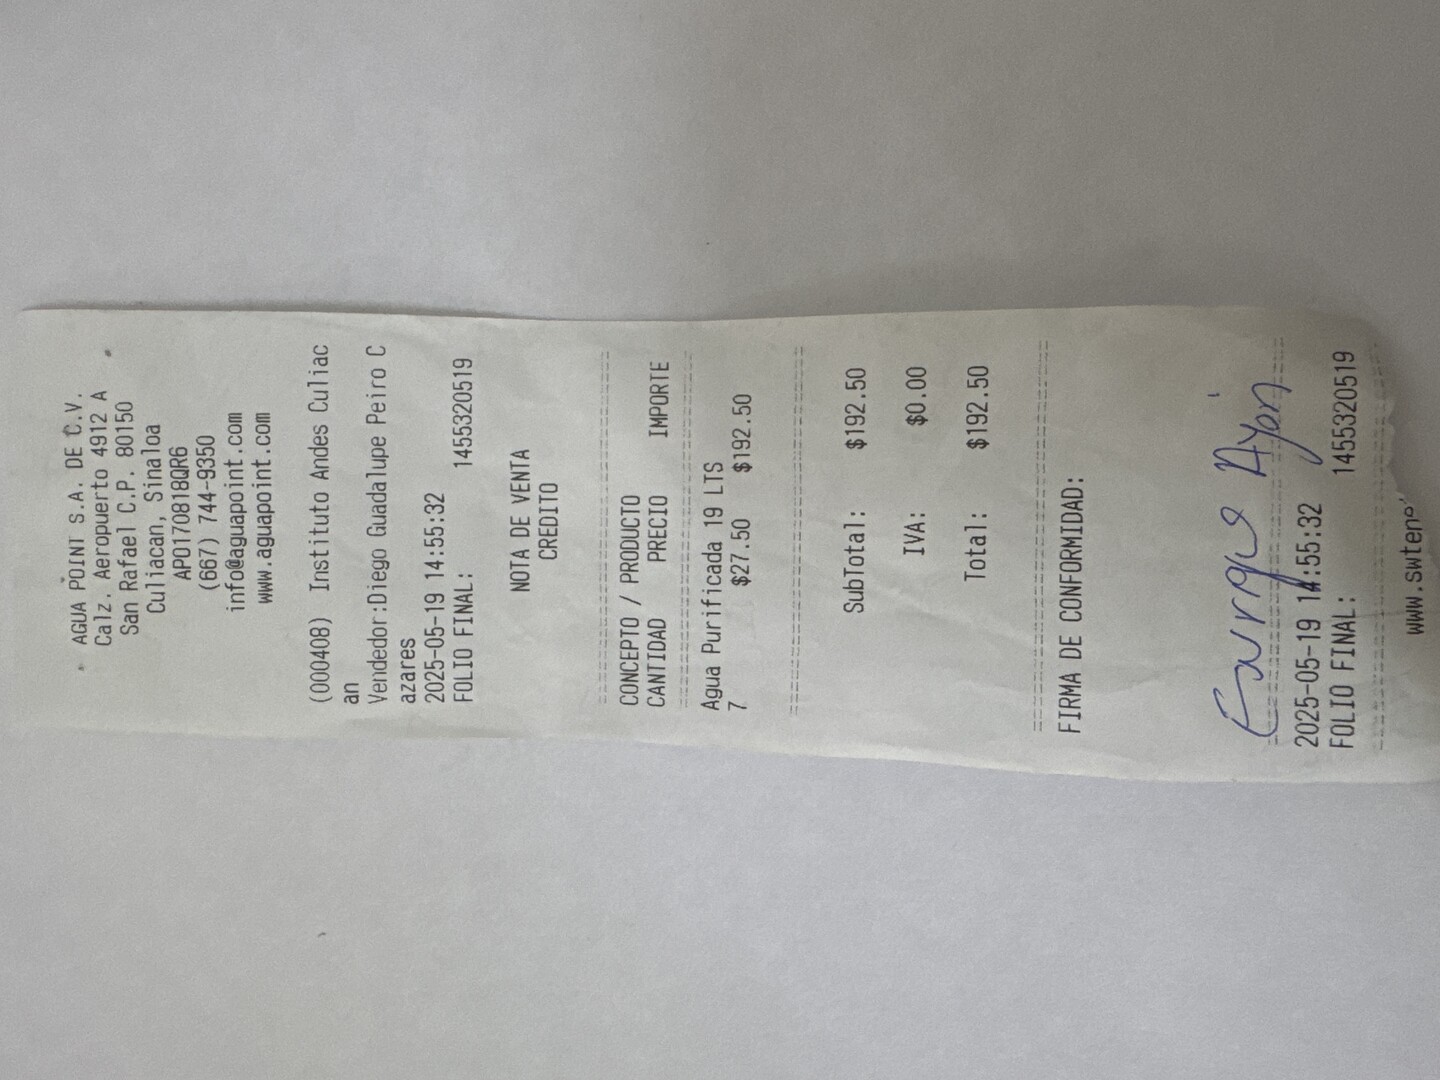 AGUA POINT S.A. DE C.V.
Calz. Aeropuerto 4912 A
San Rafael C.P. 80150
Culiacan, Sinaloa
APO170818QR6
(667) 744-9350
info@aguapoint.com
www.aguapoint.com
(000408) Instituto Andes Culiac
an
Vendedor:Diego Guadalupe Peiro C
azares
2025-05-19 14:55:32
FOLIO FINAL: 1455320519
NOTA DE VENTA
CREDITO
CONCEPTO / PRODUCTO
CANTIDAD PRECIO IMPORTE
Agua Purificada 19 LTS
7 $27.50 $192.50
SubTotal: $192.50
IVA: $0.00
Total: $192.50
FIRMA DE CONFORMIDAD:
Ayón
2025-05-19 14:55:32
FOLIO FINAL: 1455320519